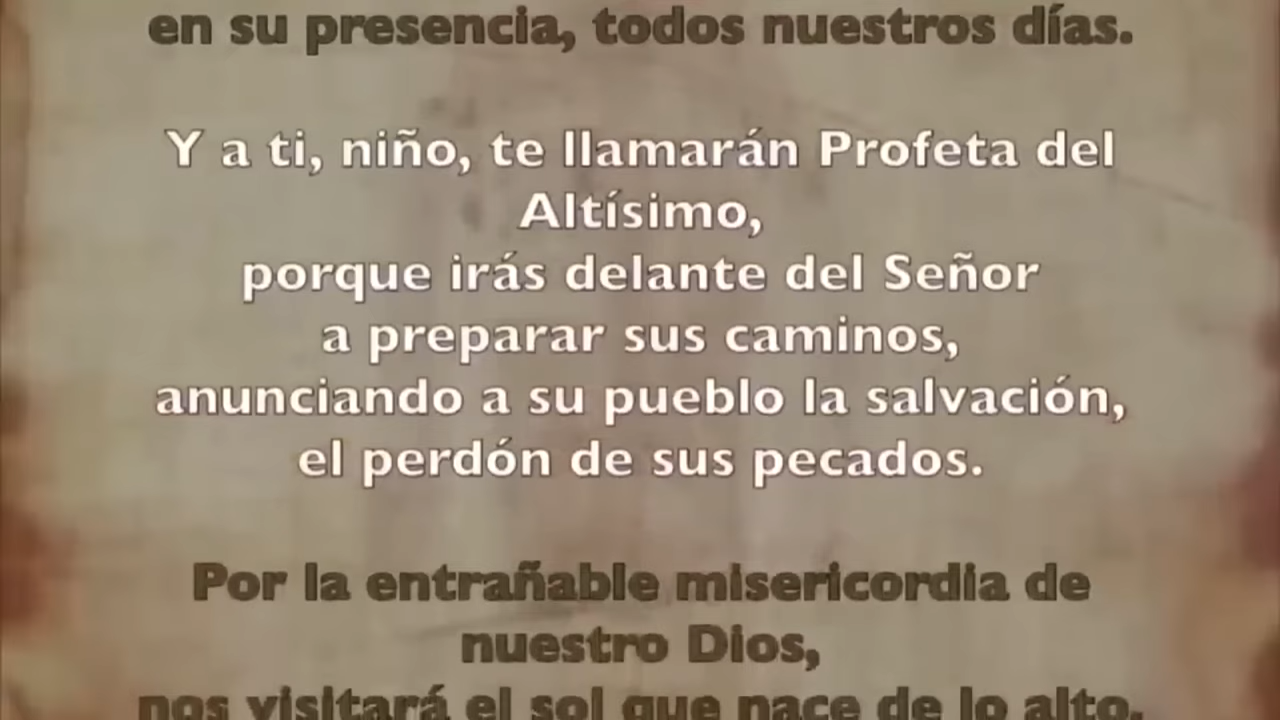 en su presencia, todos nuestros días.
Y a ti, niño, te llamarán Profeta del
Altísimo,
porque irás delante del Señor
a preparar sus caminos,
anunciando a su pueblo la salvación,
el perdón de sus pecados.
Por la entrañable misericordia de
nuestro Dios,
nos visitará el sol que nace de lo alto,